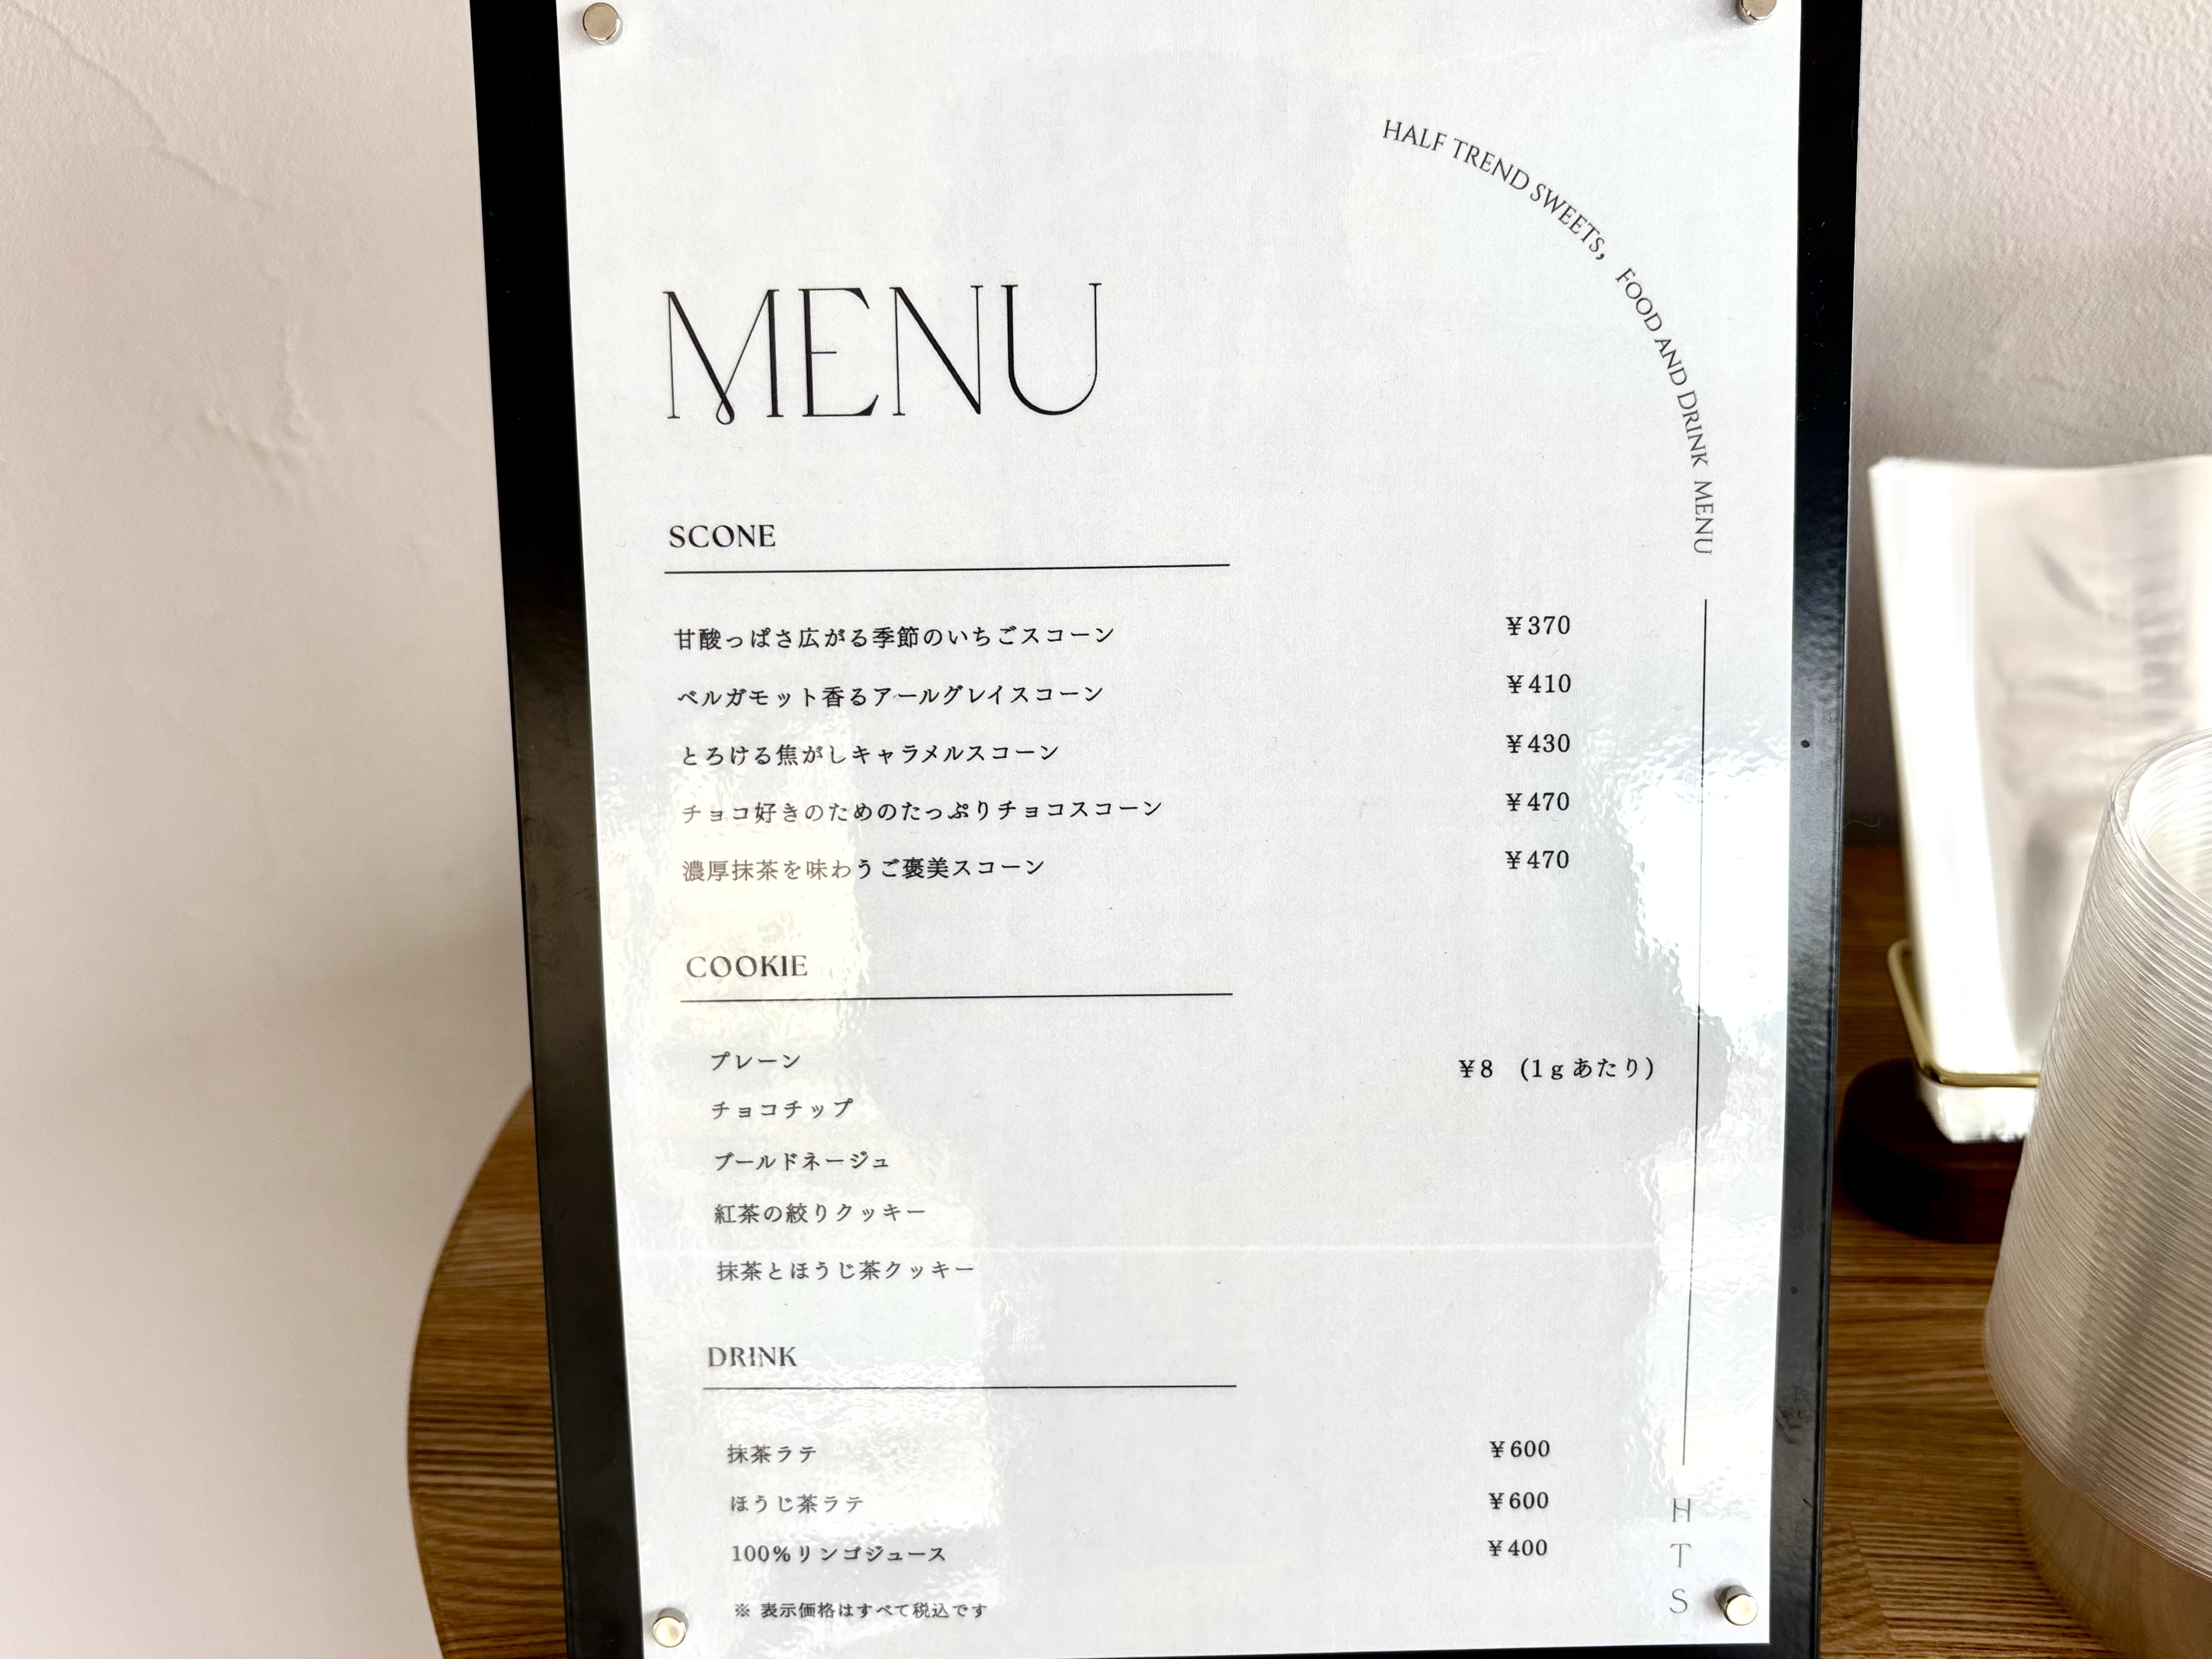 HALF TREND SWEETS, FOOD AND DRINK MENU
MENU
SCONE
甘酸っぱさ広がる季節のいちごスコーン ¥370
ベルガモット香るアールグレイスコーン ¥410
とろける焦がしキャラメルスコーン ¥430
チョコ好きのためのたっぷりチョコスコーン ¥470
濃厚抹茶を味わうご褒美スコーン ¥470
COOKIE
プレーン ¥8 (1gあたり)
チョコチップ
ブールドネージュ
紅茶の絞りクッキー
抹茶とほうじ茶クッキー
DRINK
抹茶ラテ ¥600
ほうじ茶ラテ ¥600
100%リンゴジュース ¥400
※ 表示価格はすべて税込です
H
T
S